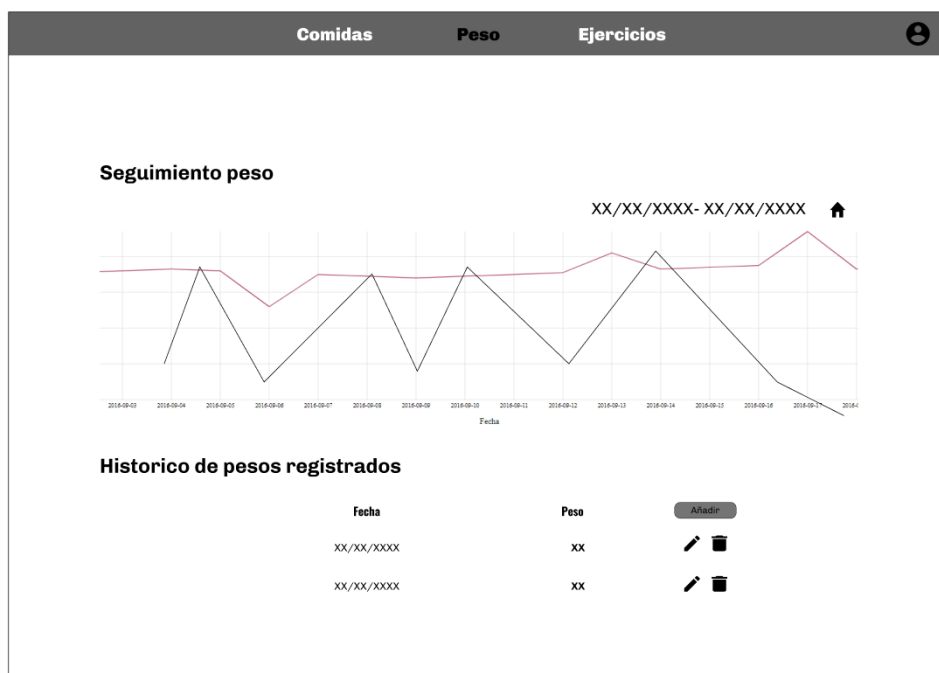 Comidas Peso Ejercicios
Seguimiento peso
XX/XX/XXXX- XX/XX/XXXX
2016-09-03 2016-09-04 2016-09-05 2016-09-06 2016-09-07 2016-09-08 2016-09-09 2016-09-10 2016-09-11 2016-09-12 2016-09-13 2016-09-14 2016-09-15 2016-09-16 2016-09-17
Fecha
Historico de pesos registrados
Fecha Peso Añadir
XX/XX/XXXX XX
XX/XX/XXXX XX